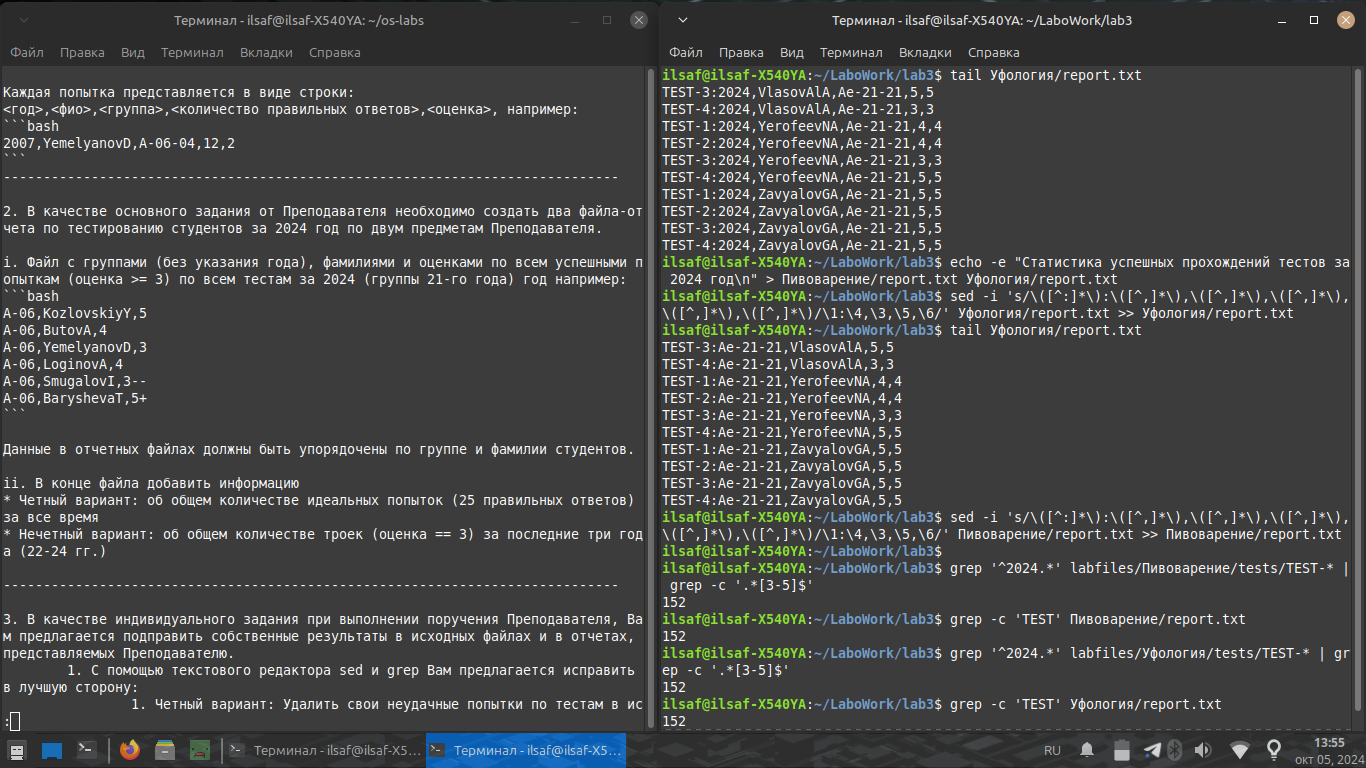 Терминал - ilsaf@ilsaf-X540YA: ~/os-labs
Файл Правка Вид Терминал Вкладки Справка
Каждая попытка представляется в виде строки:
<год>,<фио>,<группа>,<количество правильных ответов>,<оценка>, например:
```bash
2007,YemelyanovD,A-06-04,12,2
```
-----------------------------------------------------------------------------
2. В качестве основного задания от Преподавателя необходимо создать два файла-от
чета по тестированию студентов за 2024 год по двум предметам Преподавателя.
i. Файл с группами (без указания года), фамилиями и оценками по всем успешными п
опыткам (оценка >= 3) по всем тестам за 2024 (группы 21-го года) год например:
```bash
A-06,KozlovskiyY,5
A-06,ButovA,4
A-06,YemelyanovD,3
A-06,LoginovA,4
A-06,SmugalovI,3--
A-06,BaryshevaT,5+
```
Данные в отчетных файлах должны быть упорядочены по группе и фамилии студентов.
ii. В конце файла добавить информацию
* Четный вариант: об общем количестве идеальных попыток (25 правильных ответов)
за все время
* Нечетный вариант: об общем количестве троек (оценка == 3) за последние три год
а (22-24 гг.)
-----------------------------------------------------------------------------
3. В качестве индивидуального задания при выполнении поручения Преподавателя, Ва
м предлагается подправить собственные результаты в исходных файлах и в отчетах,
представляемых Преподавателю.
1. С помощью текстового редактора sed и grep Вам предлагается исправить
в лучшую сторону:
1. Четный вариант: Удалить свои неудачные попытки по тестам в ис
:
Терминал - ilsaf@ilsaf-X540YA: ~/LaboWork/lab3
Файл Правка Вид Терминал Вкладки Справка
ilsaf@ilsaf-X540YA:~/LaboWork/lab3$ tail Уфология/report.txt
TEST-3:2024,VlasovAlA,Ae-21-21,5,5
TEST-4:2024,VlasovAlA,Ae-21-21,3,3
TEST-1:2024,YerofeevNA,Ae-21-21,4,4
TEST-2:2024,YerofeevNA,Ae-21-21,4,4
TEST-3:2024,YerofeevNA,Ae-21-21,3,3
TEST-4:2024,YerofeevNA,Ae-21-21,5,5
TEST-1:2024,ZavyalovGA,Ae-21-21,5,5
TEST-2:2024,ZavyalovGA,Ae-21-21,5,5
TEST-3:2024,ZavyalovGA,Ae-21-21,5,5
TEST-4:2024,ZavyalovGA,Ae-21-21,5,5
ilsaf@ilsaf-X540YA:~/LaboWork/lab3$ echo -e "Статистика успешных прохождений тестов за
2024 год\n" > Пивоварение/report.txt Уфология/report.txt
ilsaf@ilsaf-X540YA:~/LaboWork/lab3$ sed -i 's/\([^:]*\):\([^,]*\),\([^,]*\),\([^,]*\),
\([^,]*\),\([^,]*\)/\1:\4,\3,\5,\6/' Уфология/report.txt >> Уфология/report.txt
ilsaf@ilsaf-X540YA:~/LaboWork/lab3$ tail Уфология/report.txt
TEST-3:Ae-21-21,VlasovAlA,5,5
TEST-4:Ae-21-21,VlasovAlA,3,3
TEST-1:Ae-21-21,YerofeevNA,4,4
TEST-2:Ae-21-21,YerofeevNA,4,4
TEST-3:Ae-21-21,YerofeevNA,3,3
TEST-4:Ae-21-21,YerofeevNA,5,5
TEST-1:Ae-21-21,ZavyalovGA,5,5
TEST-2:Ae-21-21,ZavyalovGA,5,5
TEST-3:Ae-21-21,ZavyalovGA,5,5
TEST-4:Ae-21-21,ZavyalovGA,5,5
ilsaf@ilsaf-X540YA:~/LaboWork/lab3$ sed -i 's/\([^:]*\):\([^,]*\),\([^,]*\),\([^,]*\),
\([^,]*\),\([^,]*\)/\1:\4,\3,\5,\6/' Пивоварение/report.txt >> Пивоварение/report.txt
ilsaf@ilsaf-X540YA:~/LaboWork/lab3$
ilsaf@ilsaf-X540YA:~/LaboWork/lab3$ grep '^2024.*' labfiles/Пивоварение/tests/TEST-* |
grep -c '.*[3-5]$'
152
ilsaf@ilsaf-X540YA:~/LaboWork/lab3$ grep -c 'TEST' Пивоварение/report.txt
152
ilsaf@ilsaf-X540YA:~/LaboWork/lab3$ grep '^2024.*' labfiles/Уфология/tests/TEST-* | gr
ep -c '.*[3-5]$'
152
ilsaf@ilsaf-X540YA:~/LaboWork/lab3$ grep -c 'TEST' Уфология/report.txt
152
Терминал - ilsaf@ilsaf-X5...
Терминал - ilsaf@ilsaf-X5...
RU
13:55
окт 05, 2024